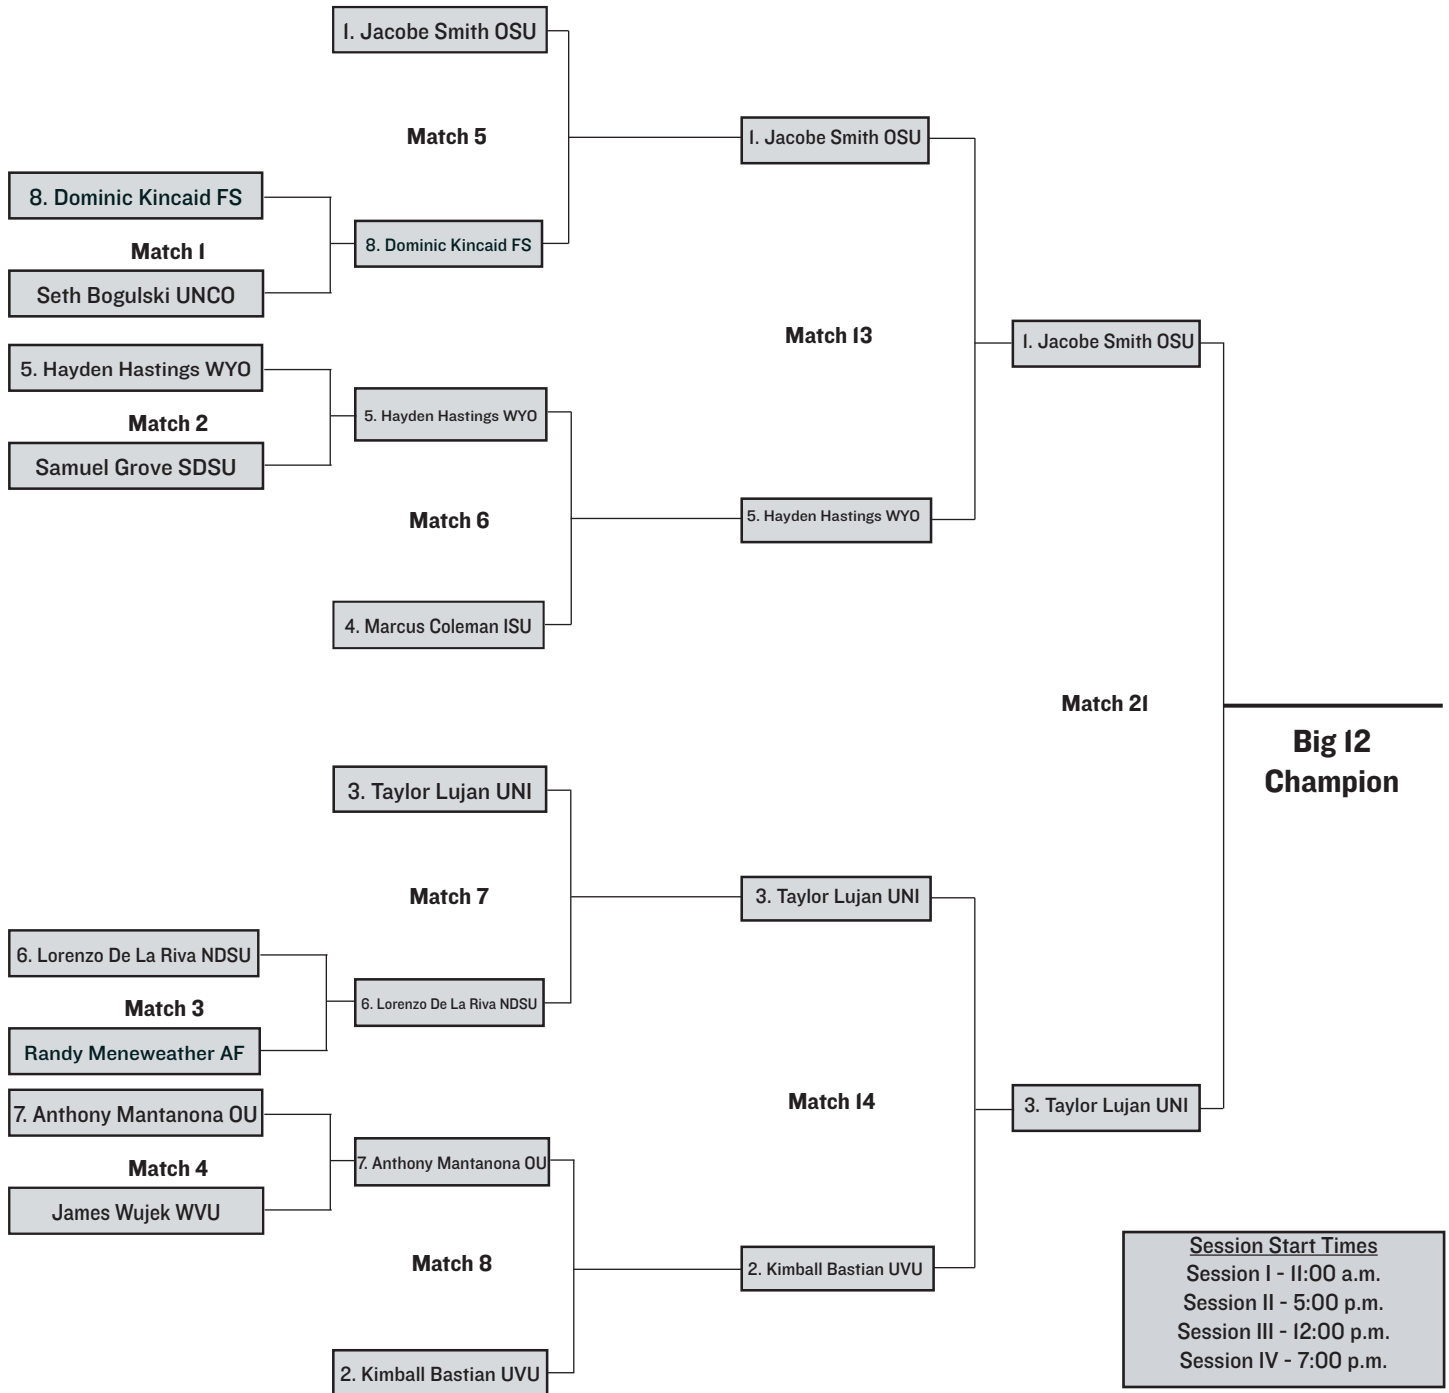 1. Jacobe Smith OSU
Match 5
1. Jacobe Smith OSU
8. Dominic Kincaid FS
Match 1
8. Dominic Kincaid FS
Seth Bogulski UNCO
Match 13
1. Jacobe Smith OSU
5. Hayden Hastings WYO
Match 2
5. Hayden Hastings WYO
Samuel Grove SDSU
Match 6
5. Hayden Hastings WYO
4. Marcus Coleman ISU
Match 21
Big 12
Champion
3. Taylor Lujan UNI
Match 7
3. Taylor Lujan UNI
6. Lorenzo De La Riva NDSU
Match 3
6. Lorenzo De La Riva NDSU
Randy Meneweather AF
7. Anthony Mantanona OU
Match 14
3. Taylor Lujan UNI
Match 4
7. Anthony Mantanona OU
James Wujek WVU
Match 8
2. Kimball Bastian UVU
2. Kimball Bastian UVU
Session Start Times
Session I - 11:00 a.m.
Session II - 5:00 p.m.
Session III - 12:00 p.m.
Session IV - 7:00 p.m.